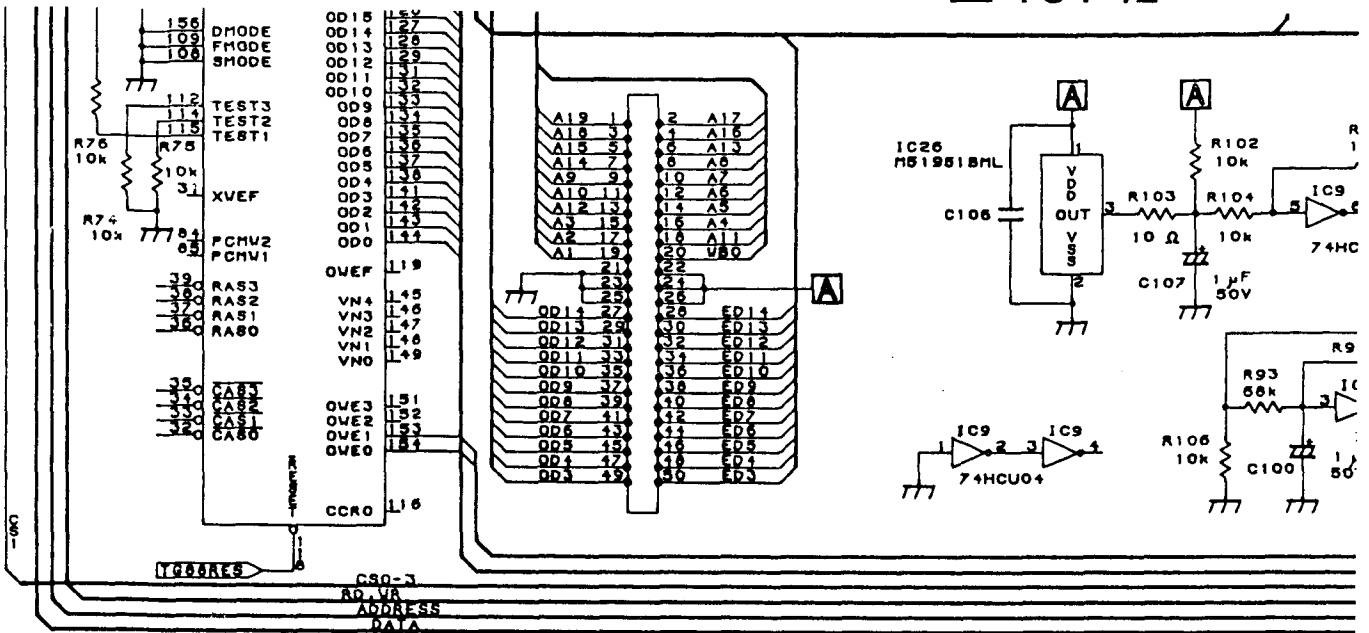 156 DMODE
109 FMODE
108 SMODE
112 TEST3
114 TEST2
115 TEST1
R76 10k
R75 10k
R74 10k
31 XWEF
84 PCMW2
85 PCMW1
39 RAS3
38 RAS2
37 RAS1
36 RAS0
35 CAS3
34 CAS2
33 CAS1
32 CAS0
OD15
OD14 127
OD13 128
OD12 129
OD11 131
OD10 132
OD9 133
OD8 134
OD7 135
OD6 136
OD5 137
OD4 138
OD3 141
OD2 142
OD1 143
OD0 144
OWEF 119
VN4 145
VN3 146
VN2 147
VN1 148
VN0 149
OWE3 151
OWE2 152
OWE1 153
OWE0 154
CCRO 116
TG88RES
CS1
CS0-3
RD,WR
ADDRESS
DATA
A19 1 2 A17
A18 3 4 A16
A15 5 6 A13
A14 7 8 A8
A9 9 10 A7
A10 11 12 A6
A12 13 14 A5
A3 15 16 A4
A2 17 18 A11
A1 19 20 WB0
21 22
23 24
25 26
A
OD14 27 28 ED14
OD13 29 30 ED13
OD12 31 32 ED12
OD11 33 34 ED11
OD10 35 36 ED10
OD9 37 38 ED9
OD8 39 40 ED8
OD7 41 42 ED7
OD6 43 44 ED6
OD5 45 46 ED5
OD4 47 48 ED4
OD3 49 50 ED3
A
A
IC26
M51951BML
1
VDD
OUT 3
VSS
2
C106
R103
10 Ω
R102
10k
R104
10k
C107
1µF
50V
5 IC9 6
74HC
1 IC9 2 3 IC9 4
74HCU04
R9
R93
68k
3
R106
10k
C100
50